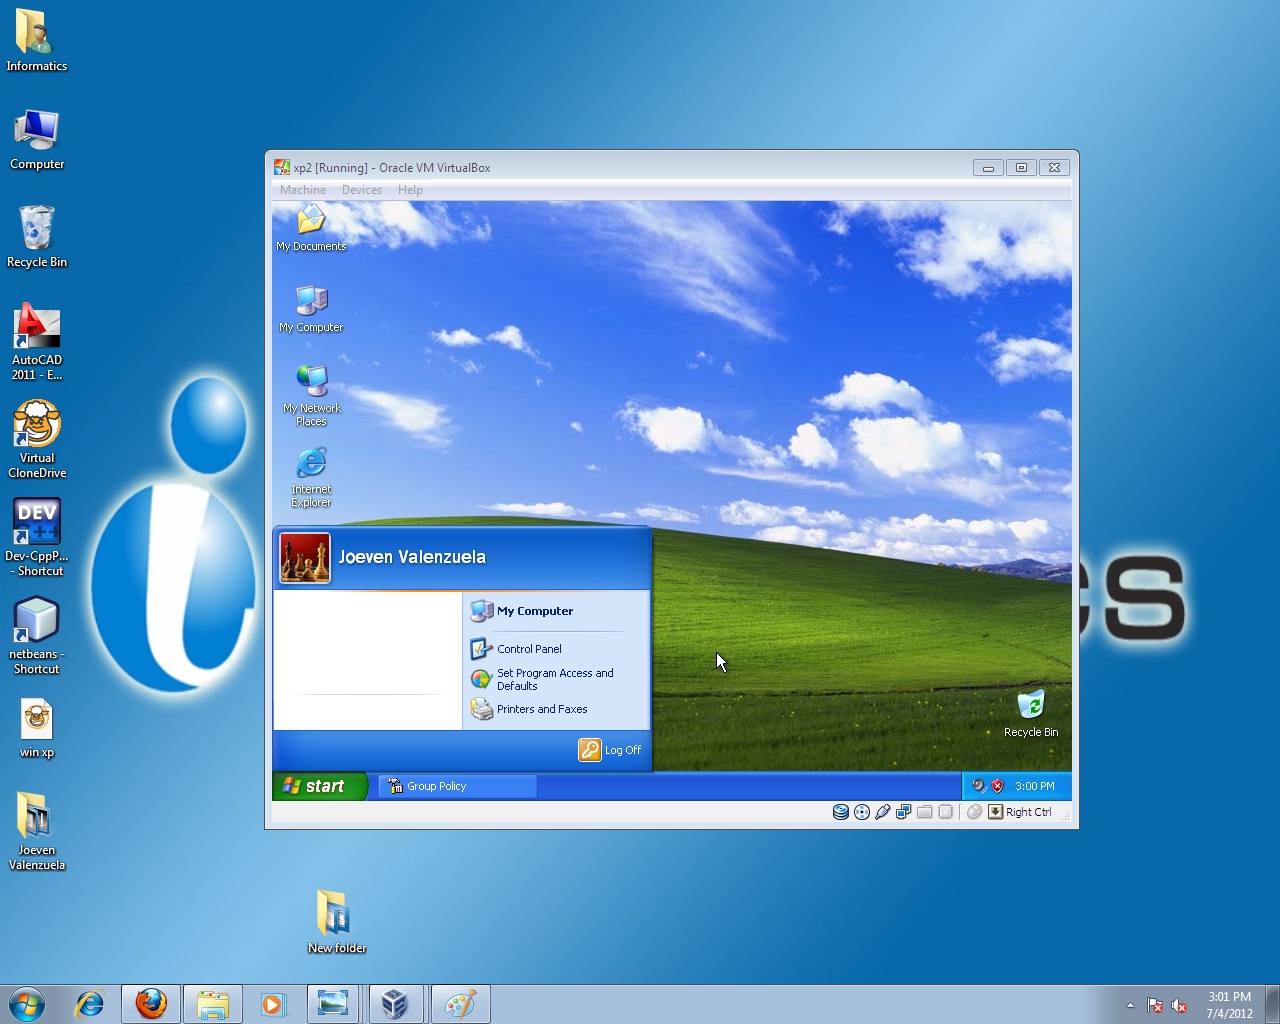 Informatics
Computer
Recycle Bin
AutoCAD
2011 - E...
Virtual
CloneDrive
DEV
C++
Dev-CppP...
- Shortcut
netbeans -
Shortcut
win xp
Joeven
Valenzuela
New folder
xp2 [Running] - Oracle VM VirtualBox
Machine Devices Help
My Documents
My Computer
My Network
Places
Internet
Explorer
Joeven Valenzuela
My Computer
Control Panel
Set Program Access and
Defaults
Printers and Faxes
Log Off
Recycle Bin
start
Group Policy
3:00 PM
Right Ctrl
cs
3:01 PM
7/4/2012